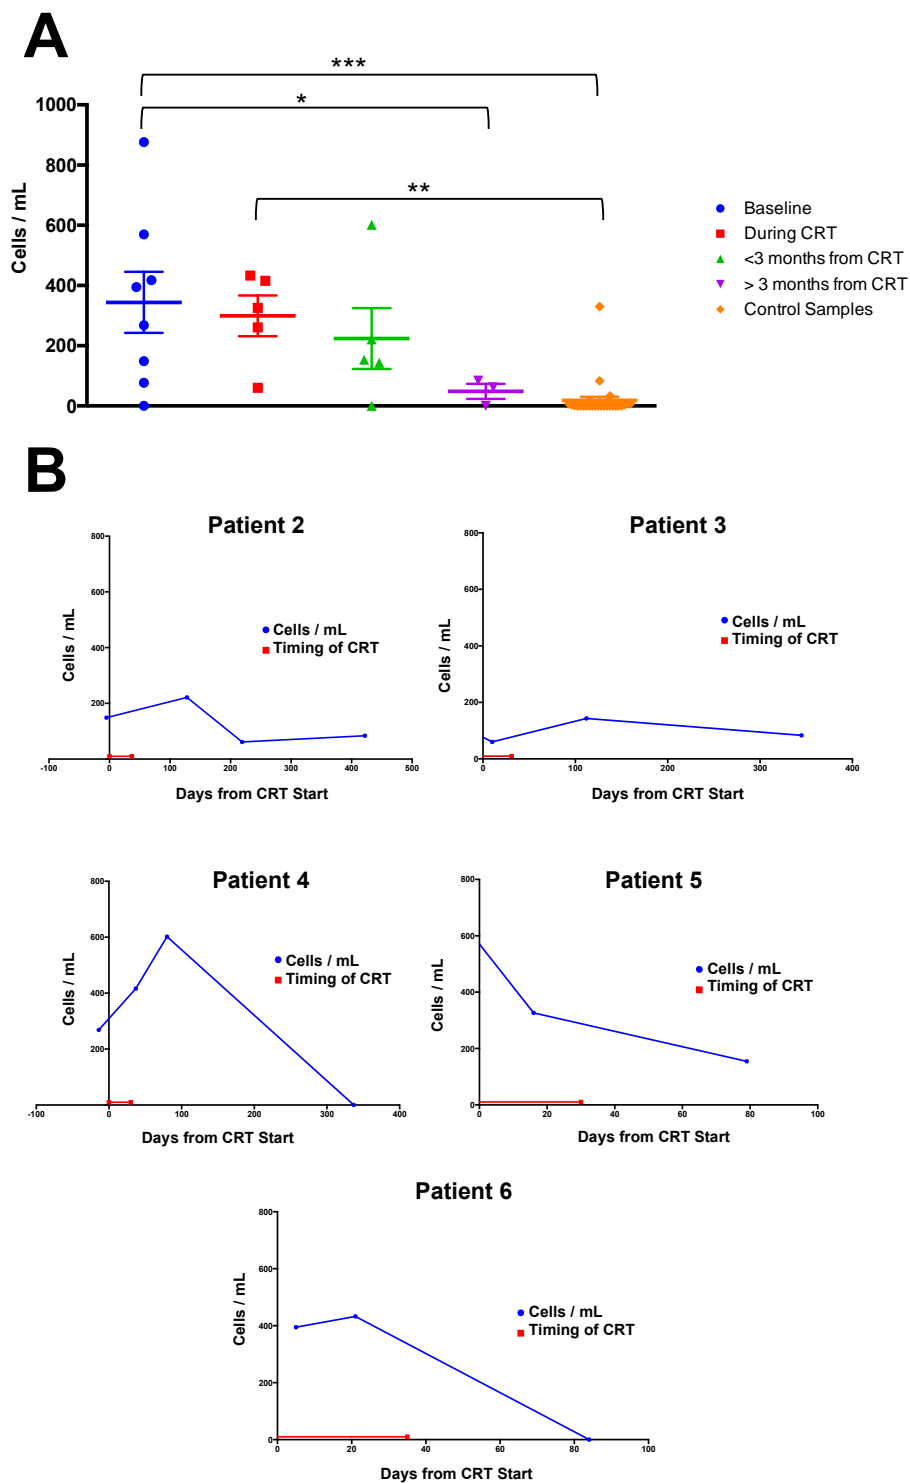 A
***
*
**
1000
800
600
400
200
0
Cells / mL
Baseline
During CRT
<3 months from CRT
> 3 months from CRT
Control Samples
B
Patient 2
800
600
400
200
-100 0 100 200 300 400 500
Cells / mL
Days from CRT Start
Cells / mL
Timing of CRT
Patient 3
800
600
400
200
0
0 100 200 300 400
Cells / mL
Days from CRT Start
Cells / mL
Timing of CRT
Patient 4
800
600
400
200
-100 0 100 200 300 400
Cells / mL
Days from CRT Start
Cells / mL
Timing of CRT
Patient 5
800
600
400
200
0
0 20 40 60 80 100
Cells / mL
Days from CRT Start
Cells / mL
Timing of CRT
Patient 6
800
600
400
200
0
0 20 40 60 80 100
Cells / mL
Days from CRT Start
Cells / mL
Timing of CRT